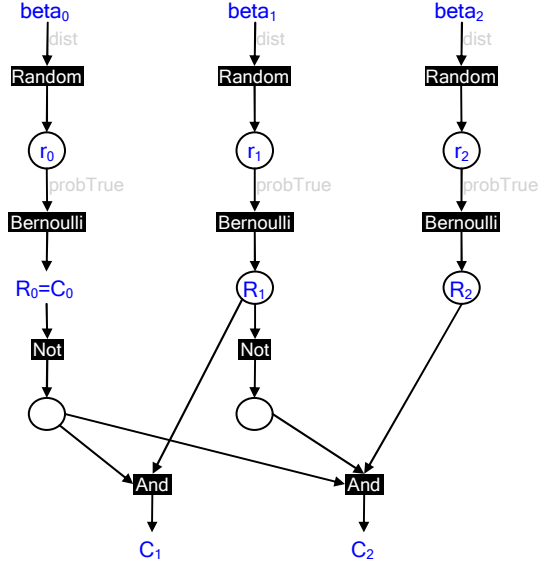 beta₀ beta₁ beta₂
dist dist dist
Random Random Random
r₀ r₁ r₂
probTrue probTrue probTrue
Bernoulli Bernoulli Bernoulli
R₀=C₀ R₁ R₂
Not Not
And And
C₁ C₂